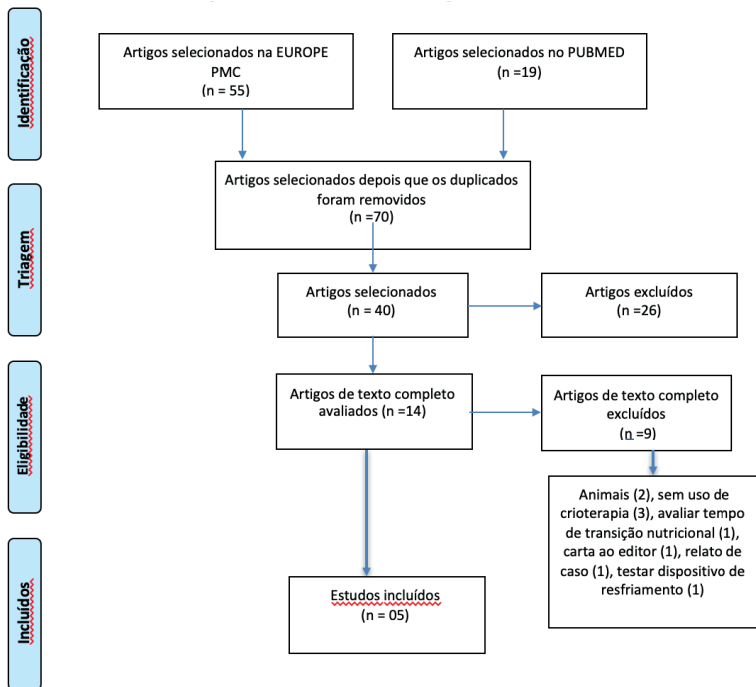 Identificação
Artigos selecionados na EUROPE
PMC
(n = 55)
Artigos selecionados no PUBMED
(n =19)
Artigos selecionados depois que os duplicados
foram removidos
(n =70)
Triagem
Artigos selecionados
(n = 40)
Artigos excluídos
(n =26)
Eligibilidade
Artigos de texto completo
avaliados (n =14)
Artigos de texto completo
excluídos
(n =9)
Animais (2), sem uso de
crioterapia (3), avaliar tempo
de transição nutricional (1),
carta ao editor (1), relato de
caso (1), testar dispositivo de
resfriamento (1)
Incluídos
Estudos incluídos
(n = 05)